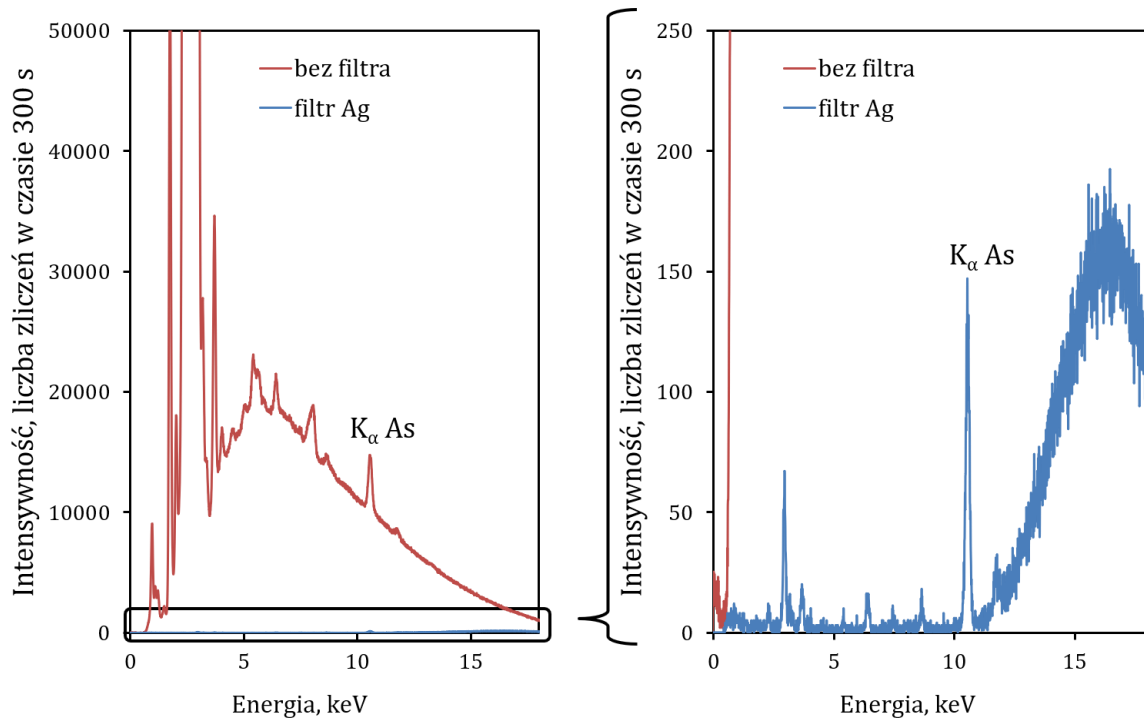 Intensywność, liczba zliczeń w czasie 300 s
50000
40000
30000
20000
10000
0
bez filtra
filtr Ag
Kα As
0 5 10 15
Energia, keV
Intensywność, liczba zliczeń w czasie 300 s
250
200
150
100
50
0
bez filtra
filtr Ag
Kα As
0 5 10 15
Energia, keV